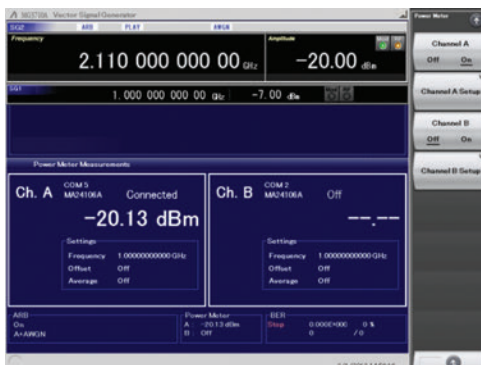 MG3710A Vector Signal Generator
SG2 ARB PLAY AWGN
Frequency
2.110 000 000 00 GHz
Amplitude
-20.00 dBm
SG1
1. 000 000 000 00 GHz
-7. 00 dBm
Power Meter Measurements
Ch. A
COM 5
MA24106A
Connected
-20.13 dBm
Settings
Frequency 1.00000000000 GHz
Offset Off
Average Off
Ch. B
COM 2
MA24106A
Off
---.--
Settings
Frequency 1.00000000000 GHz
Offset Off
Average Off
ARB
On
A+AWGN
Power Meter
A : -20.13 dBm
B : Off
BER
Stop 0.000E+000 0 %
0 / 0
Power Meter
Channel A
Off On
Channel A Setup
Channel B
Off On
Channel B Setup